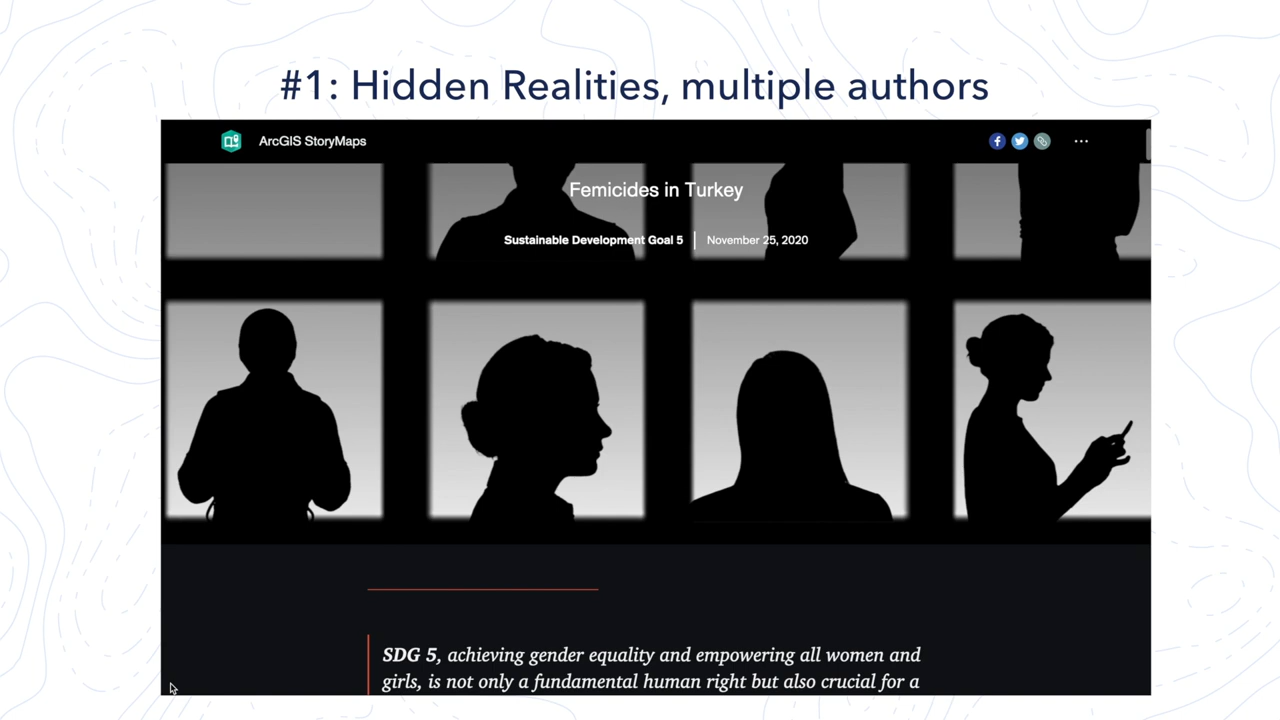 #1: Hidden Realities, multiple authors
ArcGIS StoryMaps
Femicides in Turkey
Sustainable Development Goal 5 | November 25, 2020
SDG 5, achieving gender equality and empowering all women and
girls, is not only a fundamental human right but also crucial for a